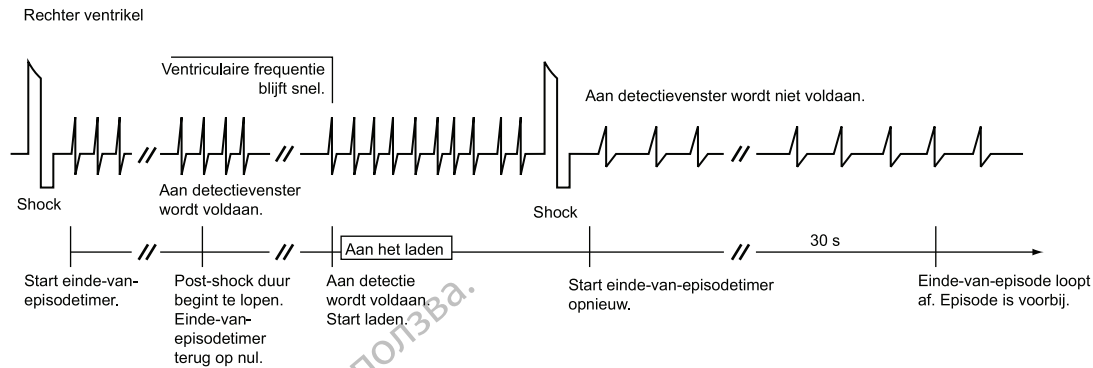 Rechter ventrikel
Ventriculaire frequentie
blijft snel.
Aan detectievenster wordt niet voldaan.
Aan detectievenster
wordt voldaan.
Shock
Shock
Aan het laden
30 s
Start einde-van-
episodetimer.
Post-shock duur
begint te lopen.
Einde-van-
episodetimer
terug op nul.
Aan detectie
wordt voldaan.
Start laden.
Start einde-van-episodetimer
opnieuw.
Einde-van-episode loopt
af. Episode is voorbij.